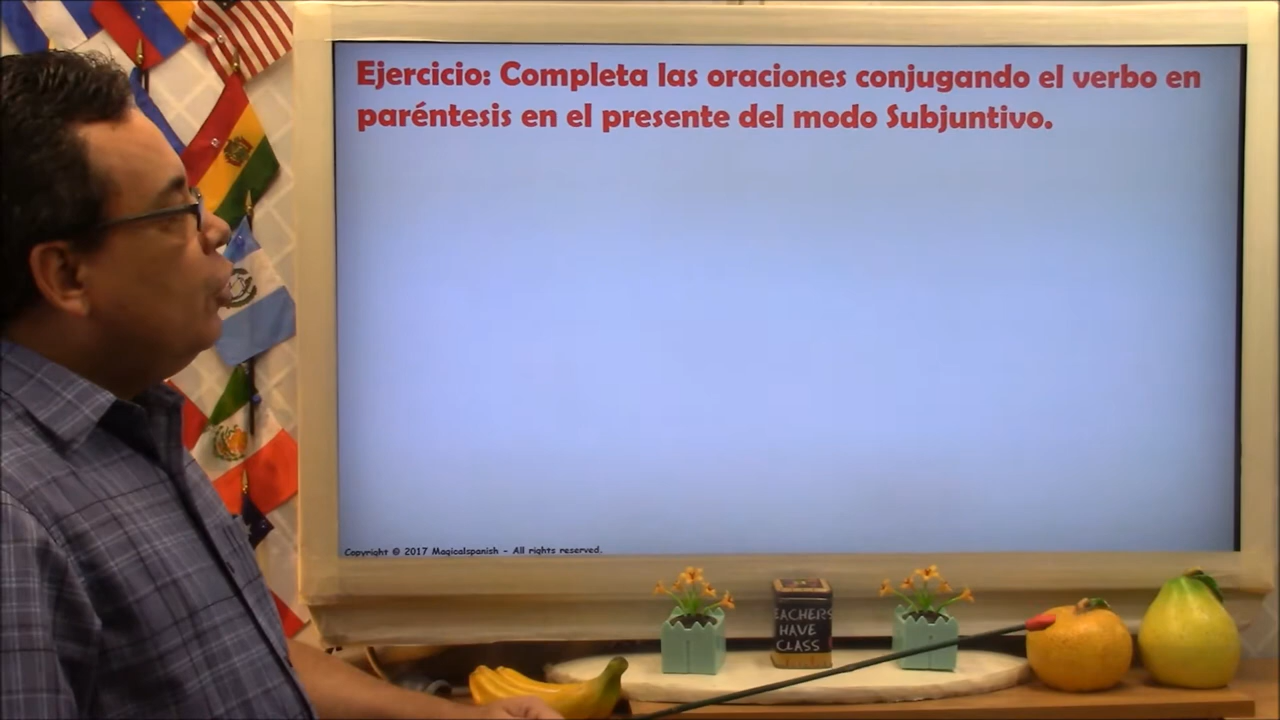 Ejercicio: Completa las oraciones conjugando el verbo en
paréntesis en el presente del modo Subjuntivo.
Copyright © 2017 Magicalspanish - All rights reserved.
EACHERS
HAVE
CLASS